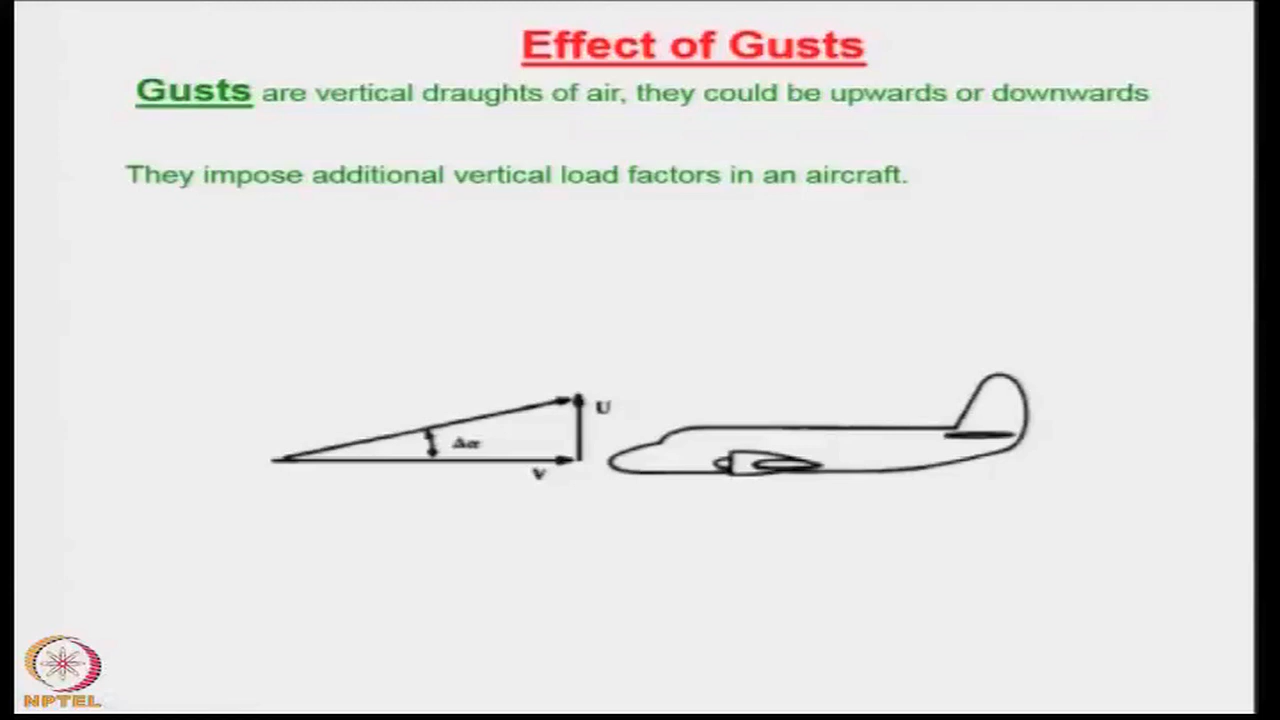 Effect of Gusts
Gusts are vertical draughts of air, they could be upwards or downwards
They impose additional vertical load factors in an aircraft.
U
Δα
V
NPTEL